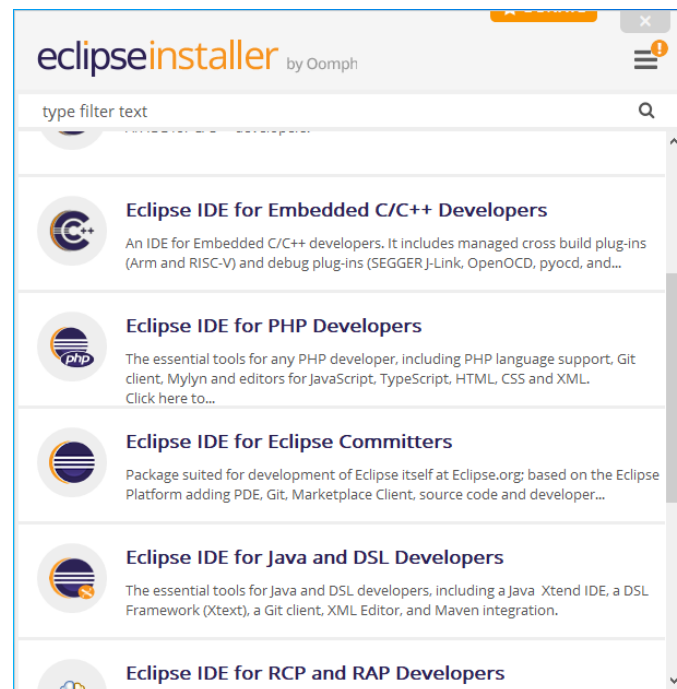 DONATE
eclipseinstaller by Oomph
type filter text
An IDE for C/C++ developers.
Eclipse IDE for Embedded C/C++ Developers
C++
An IDE for Embedded C/C++ developers. It includes managed cross build plug-ins
(Arm and RISC-V) and debug plug-ins (SEGGER J-Link, OpenOCD, pyocd, and...
Eclipse IDE for PHP Developers
php
The essential tools for any PHP developer, including PHP language support, Git
client, Mylyn and editors for JavaScript, TypeScript, HTML, CSS and XML.
Click here to...
Eclipse IDE for Eclipse Committers
Package suited for development of Eclipse itself at Eclipse.org; based on the Eclipse
Platform adding PDE, Git, Marketplace Client, source code and developer...
Eclipse IDE for Java and DSL Developers
The essential tools for Java and DSL developers, including a Java  Xtend IDE, a DSL
Framework (Xtext), a Git client, XML Editor, and Maven integration.
Eclipse IDE for RCP and RAP Developers